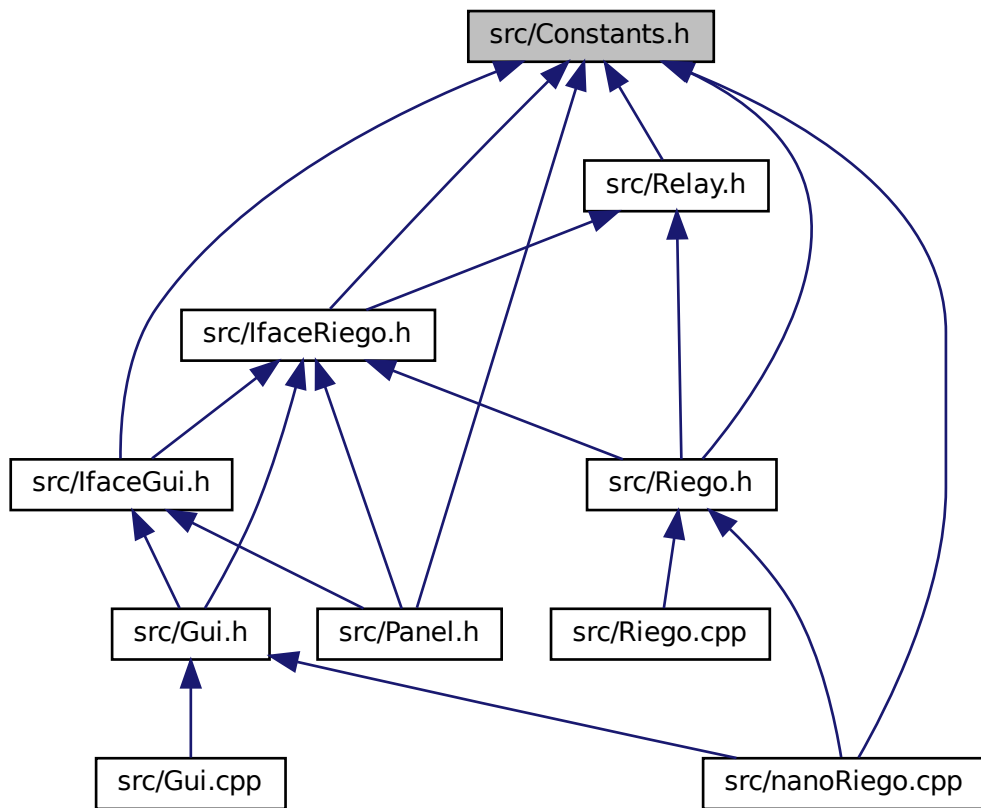 src/Constants.h
src/Relay.h
src/IfaceRiego.h
src/IfaceGui.h
src/Riego.h
src/Gui.h
src/Panel.h
src/Riego.cpp
src/Gui.cpp
src/nanoRiego.cpp